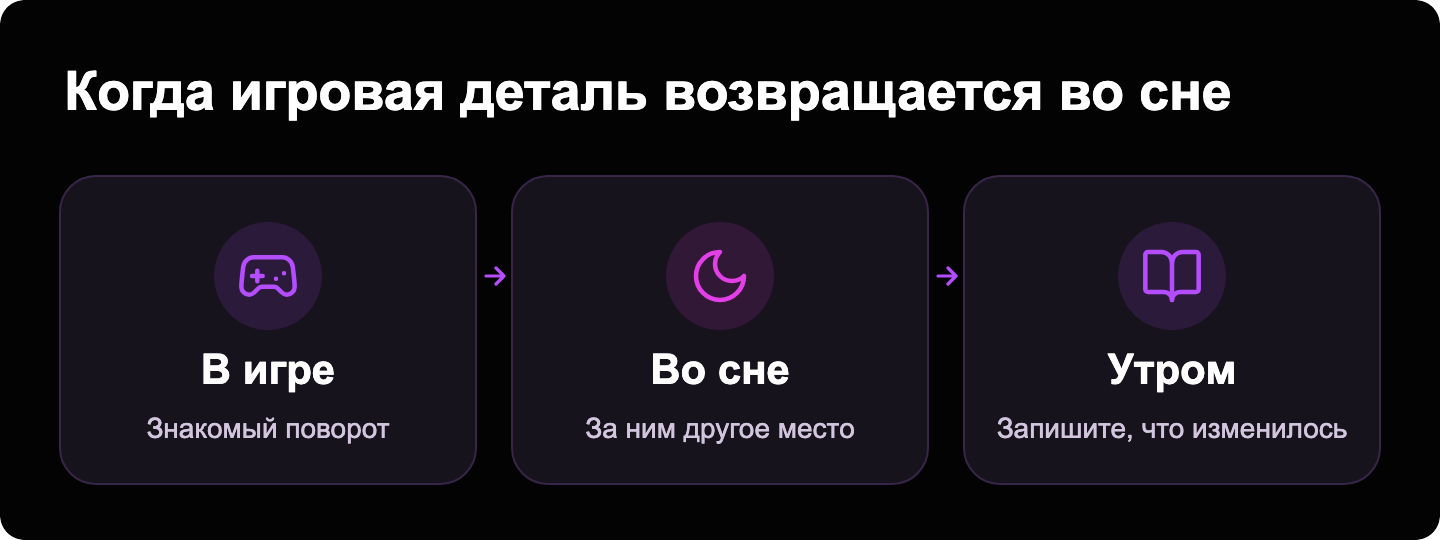 Когда игровая деталь возвращается во сне
В игре
Знакомый поворот
Во сне
За ним другое место
Утром
Запишите, что изменилось